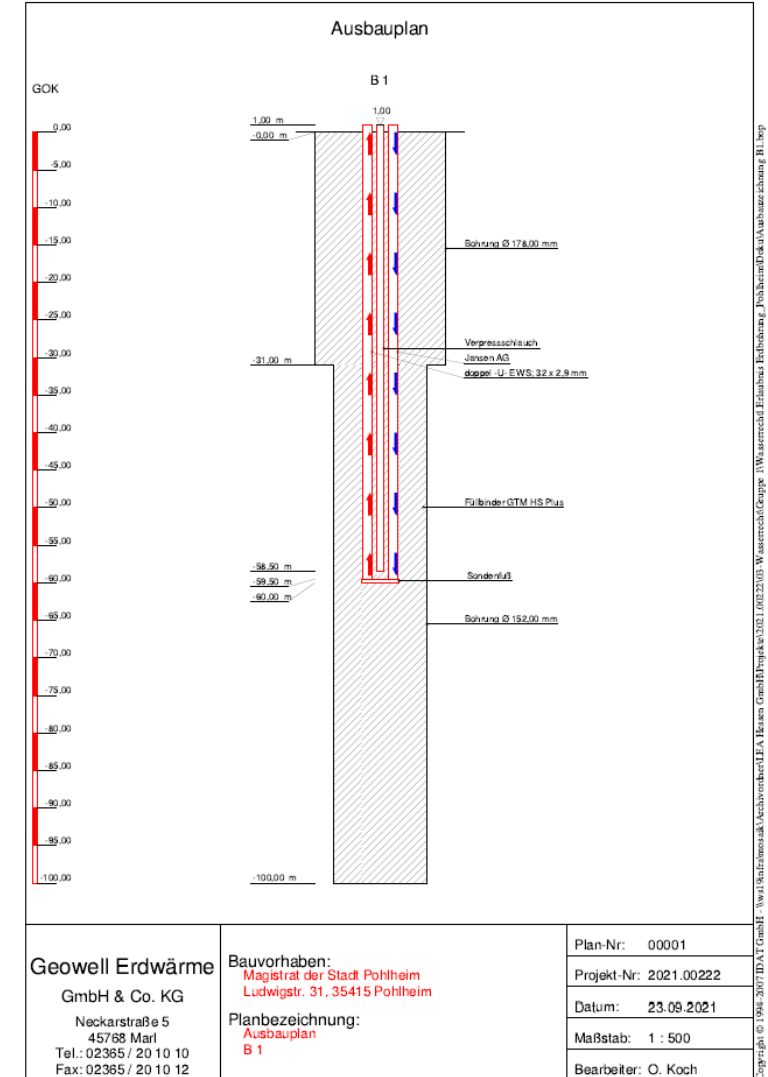 Ausbauplan
B 1
GOK
1,00
1,00 m
-0,00 m
0,00
-5,00
-10,00
-15,00
-20,00
-25,00
-30,00
-35,00
-40,00
-45,00
-50,00
-55,00
-60,00
-65,00
-70,00
-75,00
-80,00
-85,00
-90,00
-95,00
-100,00
-31,00 m
-58,50 m
-59,50 m
-60,00 m
-100,00 m
Bohrung Ø 178,00 mm
Verpressschlauch
Jansen AG
doppel -U- EWS; 32 x 2,9 mm
Füllbinder GTM HS Plus
Sondenfuß
Bohrung Ø 152,00 mm
Geowell Erdwärme
GmbH & Co. KG
Neckarstraße 5
45768 Marl
Tel.: 02365 / 20 10 10
Fax: 02365 / 20 10 12
Bauvorhaben:
Magistrat der Stadt Pohlheim
Ludwigstr. 31, 35415 Pohlheim
Planbezeichnung:
Ausbauplan
B 1
Plan-Nr: 00001
Projekt-Nr: 2021.00222
Datum: 23.09.2021
Maßstab: 1 : 500
Bearbeiter: O. Koch
Copyright © 1994-2007 IDAT GmbH